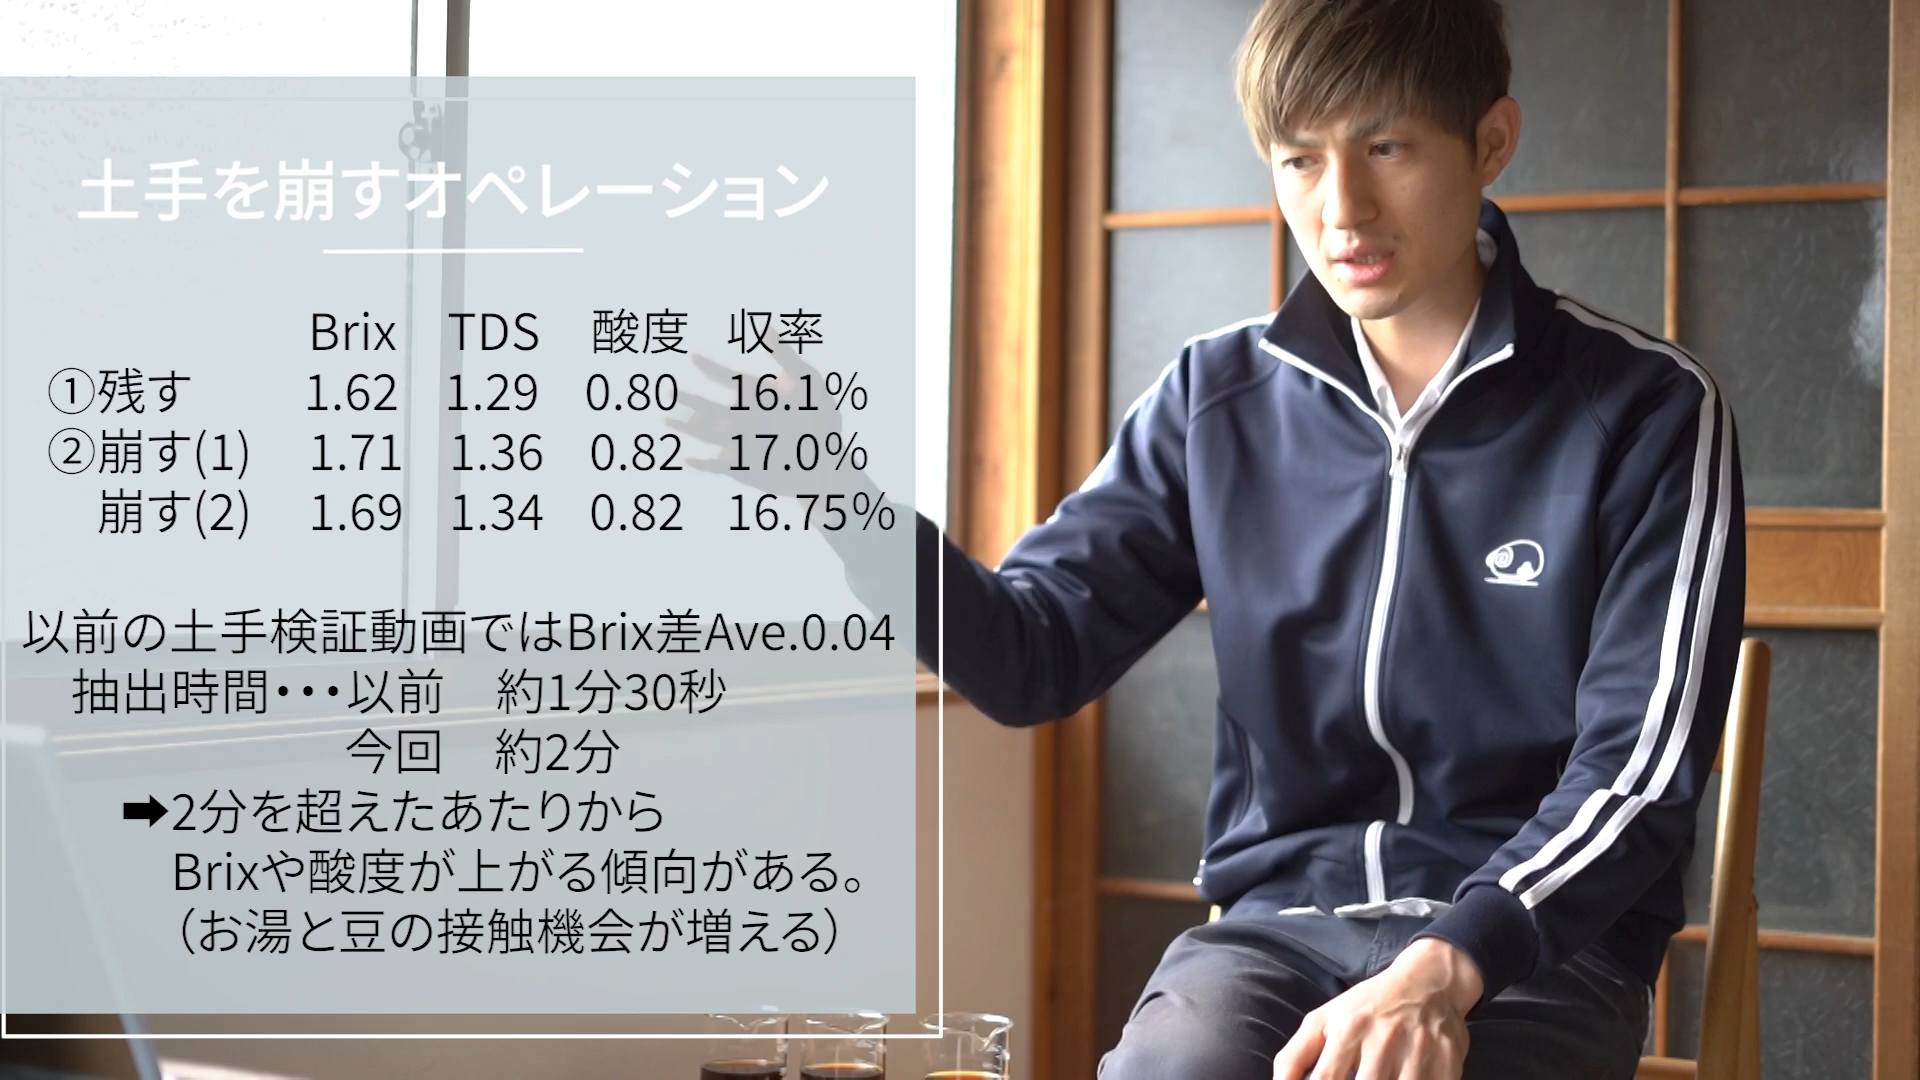 土手を崩すオペレーション
Brix TDS 酸度 収率
①残す 1.62 1.29 0.80 16.1%
②崩す(1) 1.71 1.36 0.82 17.0%
崩す(2) 1.69 1.34 0.82 16.75%
以前の土手検証動画ではBrix差Ave.0.04
抽出時間・・・以前 約1分30秒
今回 約2分
➡2分を超えたあたりから
Brixや酸度が上がる傾向がある。
（お湯と豆の接触機会が増える）